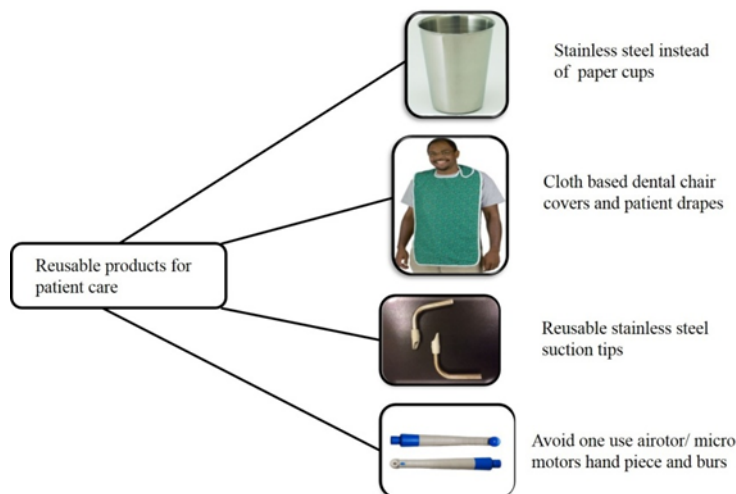 Stainless steel instead
of paper cups
Cloth based dental chair
covers and patient drapes
Reusable products for
patient care
Reusable stainless steel
suction tips
Avoid one use airotor/ micro
motors hand piece and burs